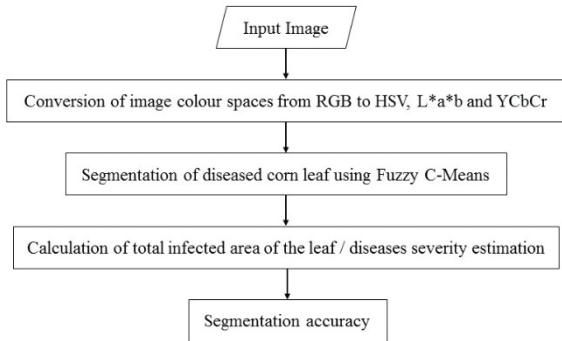 Input Image
Conversion of image colour spaces from RGB to HSV, L*a*b and YCbCr
Segmentation of diseased corn leaf using Fuzzy C-Means
Calculation of total infected area of the leaf / diseases severity estimation
Segmentation accuracy